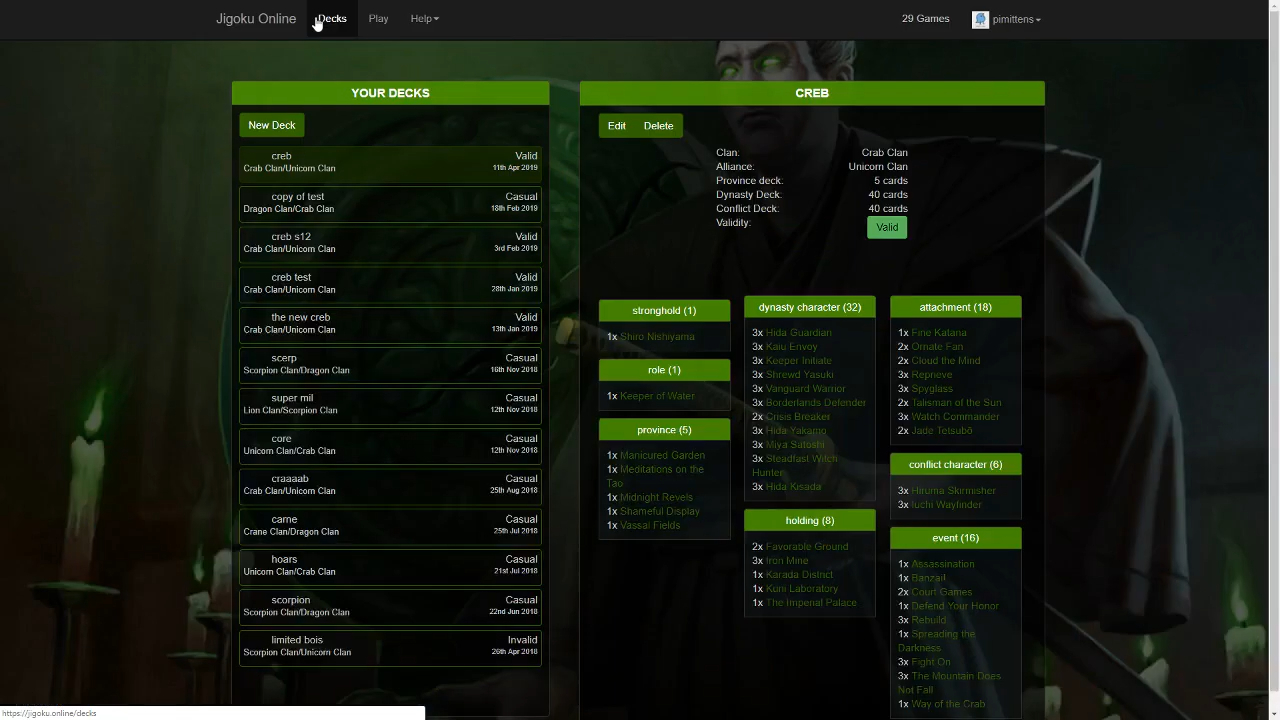 Jigoku Online
Decks
Play
Help
29 Games
pimittens
YOUR DECKS
New Deck
creb
Valid
Crab Clan/Unicorn Clan
11th Apr 2019
copy of test
Casual
Dragon Clan/Crab Clan
18th Feb 2019
creb s12
Valid
Crab Clan/Unicorn Clan
3rd Feb 2019
creb test
Valid
Crab Clan/Unicorn Clan
28th Jan 2019
the new creb
Valid
Crab Clan/Unicorn Clan
13th Jan 2019
scerp
Casual
Scorpion Clan/Dragon Clan
16th Nov 2018
super mil
Casual
Lion Clan/Scorpion Clan
12th Nov 2018
core
Casual
Unicorn Clan/Crab Clan
12th Nov 2018
craaaab
Casual
Crab Clan/Unicorn Clan
25th Aug 2018
carne
Casual
Crane Clan/Dragon Clan
25th Jul 2018
hoars
Casual
Unicorn Clan/Crab Clan
21st Jul 2018
scorpion
Casual
Scorpion Clan/Dragon Clan
22nd Jun 2018
limited bois
Invalid
Scorpion Clan/Unicorn Clan
26th Apr 2018
CREB
Edit
Delete
Clan: Crab Clan
Alliance: Unicorn Clan
Province deck: 5 cards
Dynasty Deck: 40 cards
Conflict Deck: 40 cards
Validity: Valid
stronghold (1)
1x Shiro Nishiyama
role (1)
1x Keeper of Water
province (5)
1x Manicured Garden
1x Meditations on the
Tao
1x Midnight Revels
1x Shameful Display
1x Vassal Fields
dynasty character (32)
3x Hida Guardian
3x Kaiu Envoy
3x Keeper Initiate
3x Shrewd Yasuki
3x Vanguard Warrior
3x Borderlands Defender
2x Crisis Breaker
3x Hida Yakamo
3x Miya Satoshi
3x Steadfast Witch
Hunter
3x Hida Kisada
holding (8)
2x Favorable Ground
3x Iron Mine
1x Karada District
1x Kuni Laboratory
1x The Imperial Palace
attachment (18)
1x Fine Katana
2x Ornate Fan
2x Cloud the Mind
3x Reprieve
3x Spyglass
2x Talisman of the Sun
3x Watch Commander
2x Jade Tetsubō
conflict character (6)
3x Hiruma Skirmisher
3x Iuchi Wayfinder
event (16)
1x Assassination
1x Banzai!
2x Court Games
1x Defend Your Honor
3x Rebuild
1x Spreading the
Darkness
3x Fight On
3x The Mountain Does
Not Fall
1x Way of the Crab
https://jigoku.online/decks